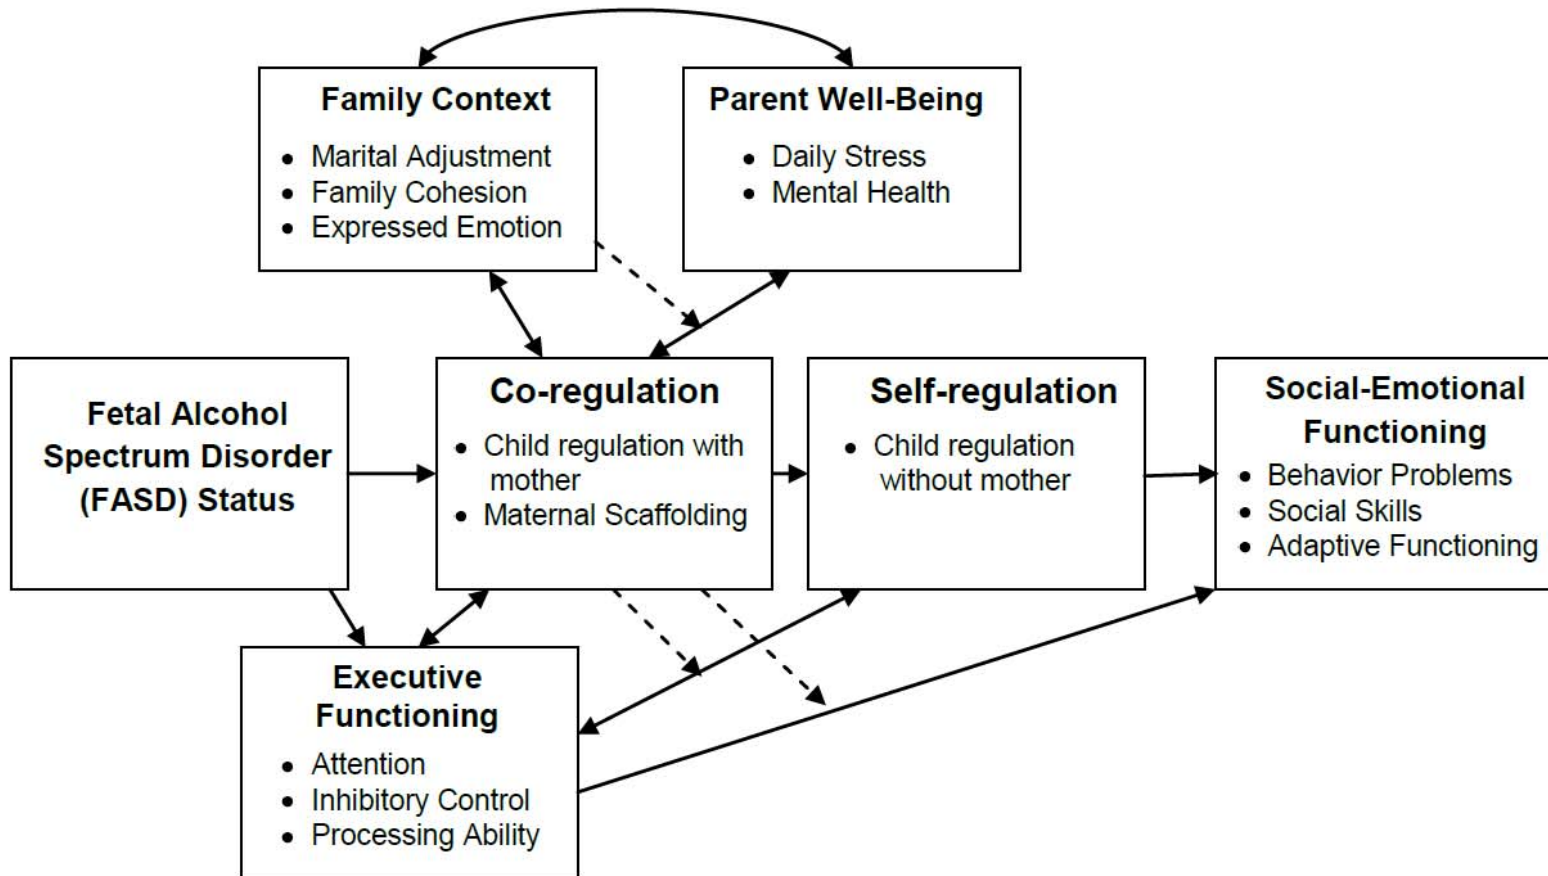 Family Context
• Marital Adjustment
• Family Cohesion
• Expressed Emotion
Parent Well-Being
• Daily Stress
• Mental Health
Fetal Alcohol
Spectrum Disorder
(FASD) Status
Co-regulation
• Child regulation with
mother
• Maternal Scaffolding
Self-regulation
• Child regulation
without mother
Social-Emotional
Functioning
• Behavior Problems
• Social Skills
• Adaptive Functioning
Executive
Functioning
• Attention
• Inhibitory Control
• Processing Ability